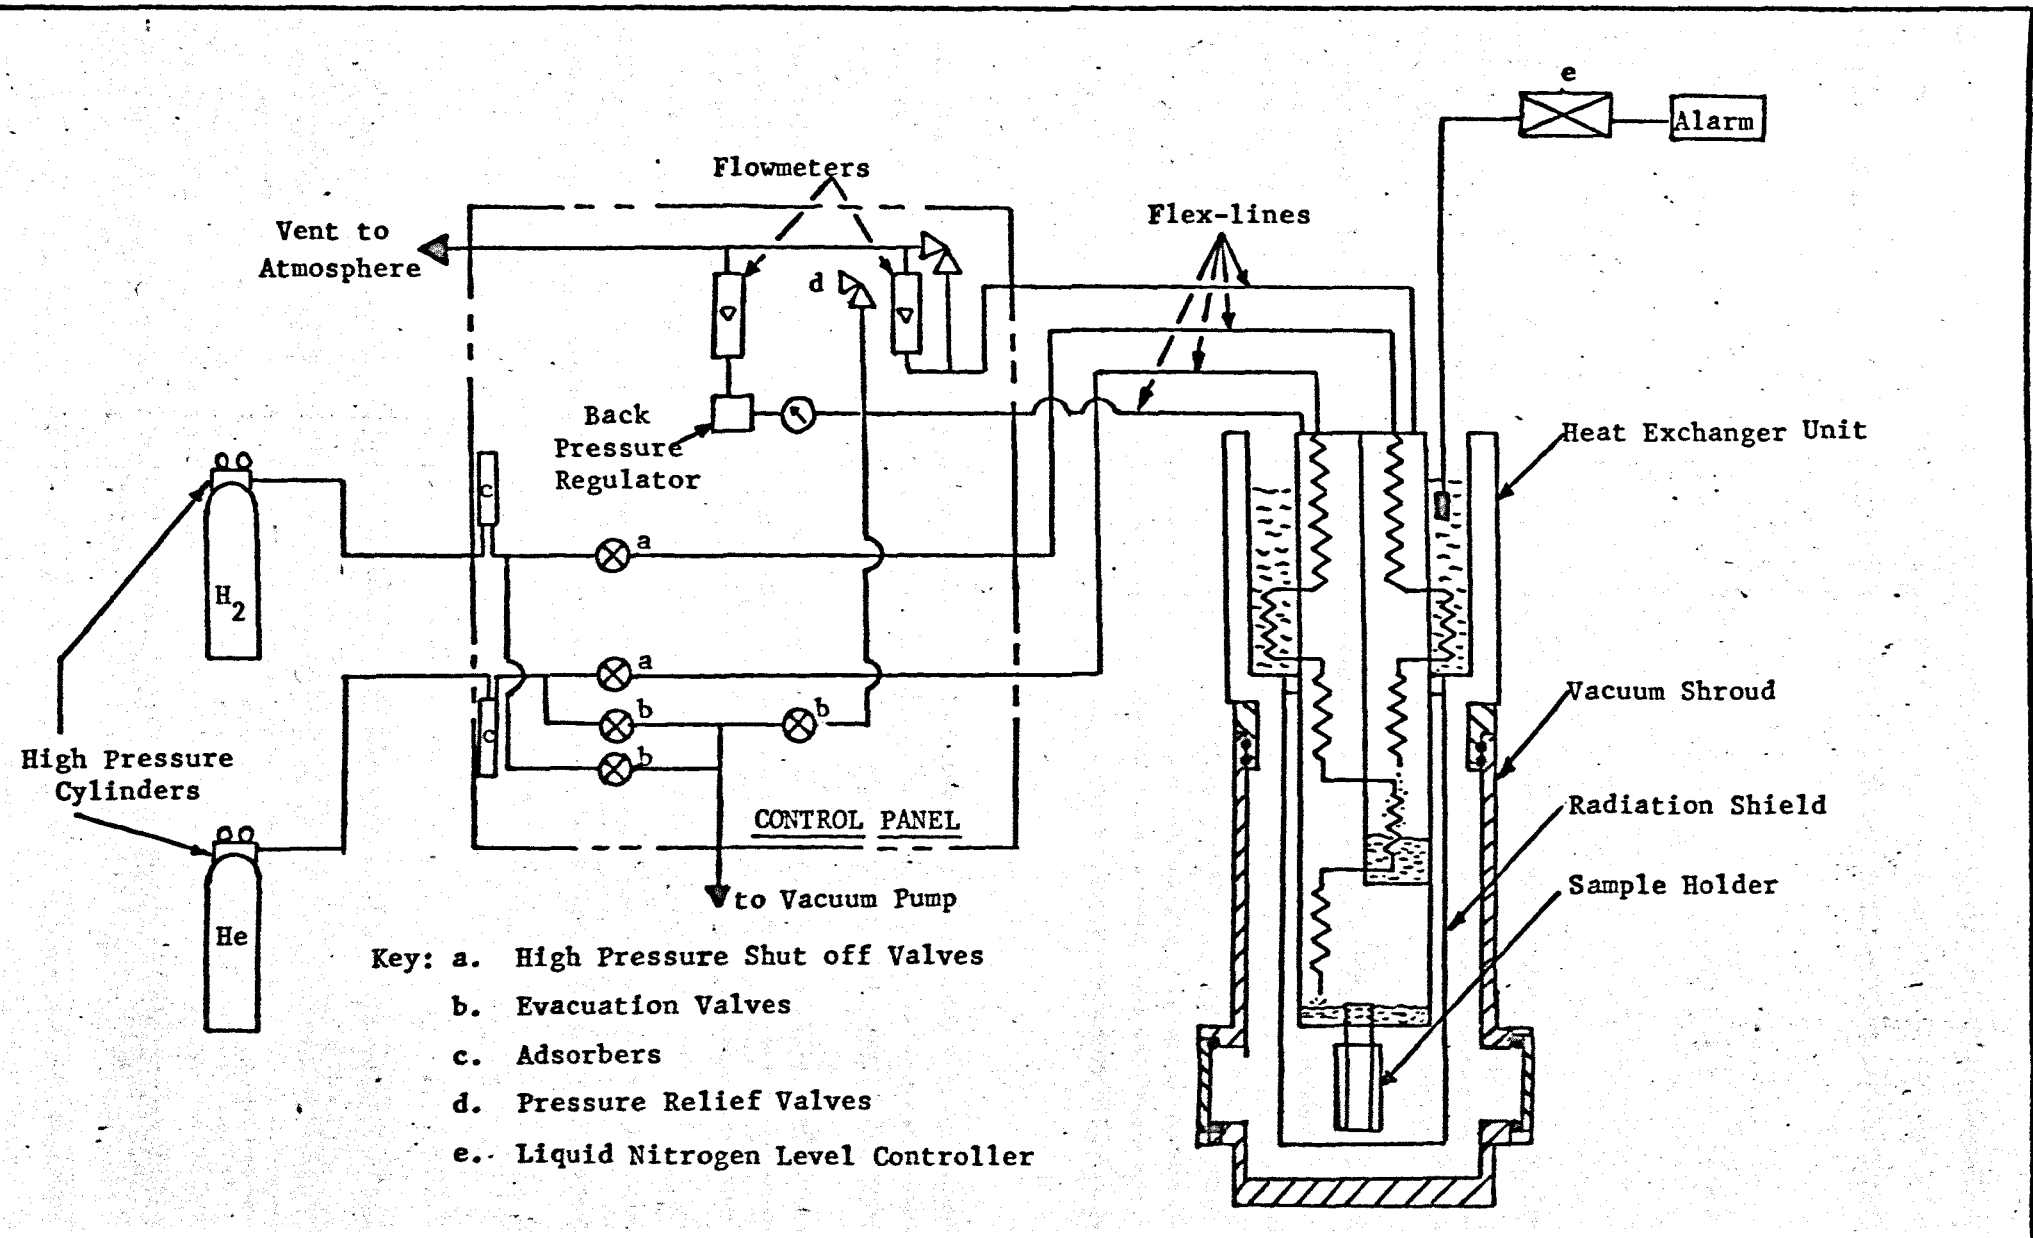 e
Alarm
Flowmeters
Flex-lines
Vent to
Atmosphere
d
Back
Pressure
Regulator
Heat Exchanger Unit
c
a
H2
a
Vacuum Shroud
b
b
c
b
High Pressure
Cylinders
Radiation Shield
CONTROL PANEL
Sample Holder
to Vacuum Pump
He
Key: a. High Pressure Shut off Valves
b. Evacuation Valves
c. Adsorbers
d. Pressure Relief Valves
e. Liquid Nitrogen Level Controller